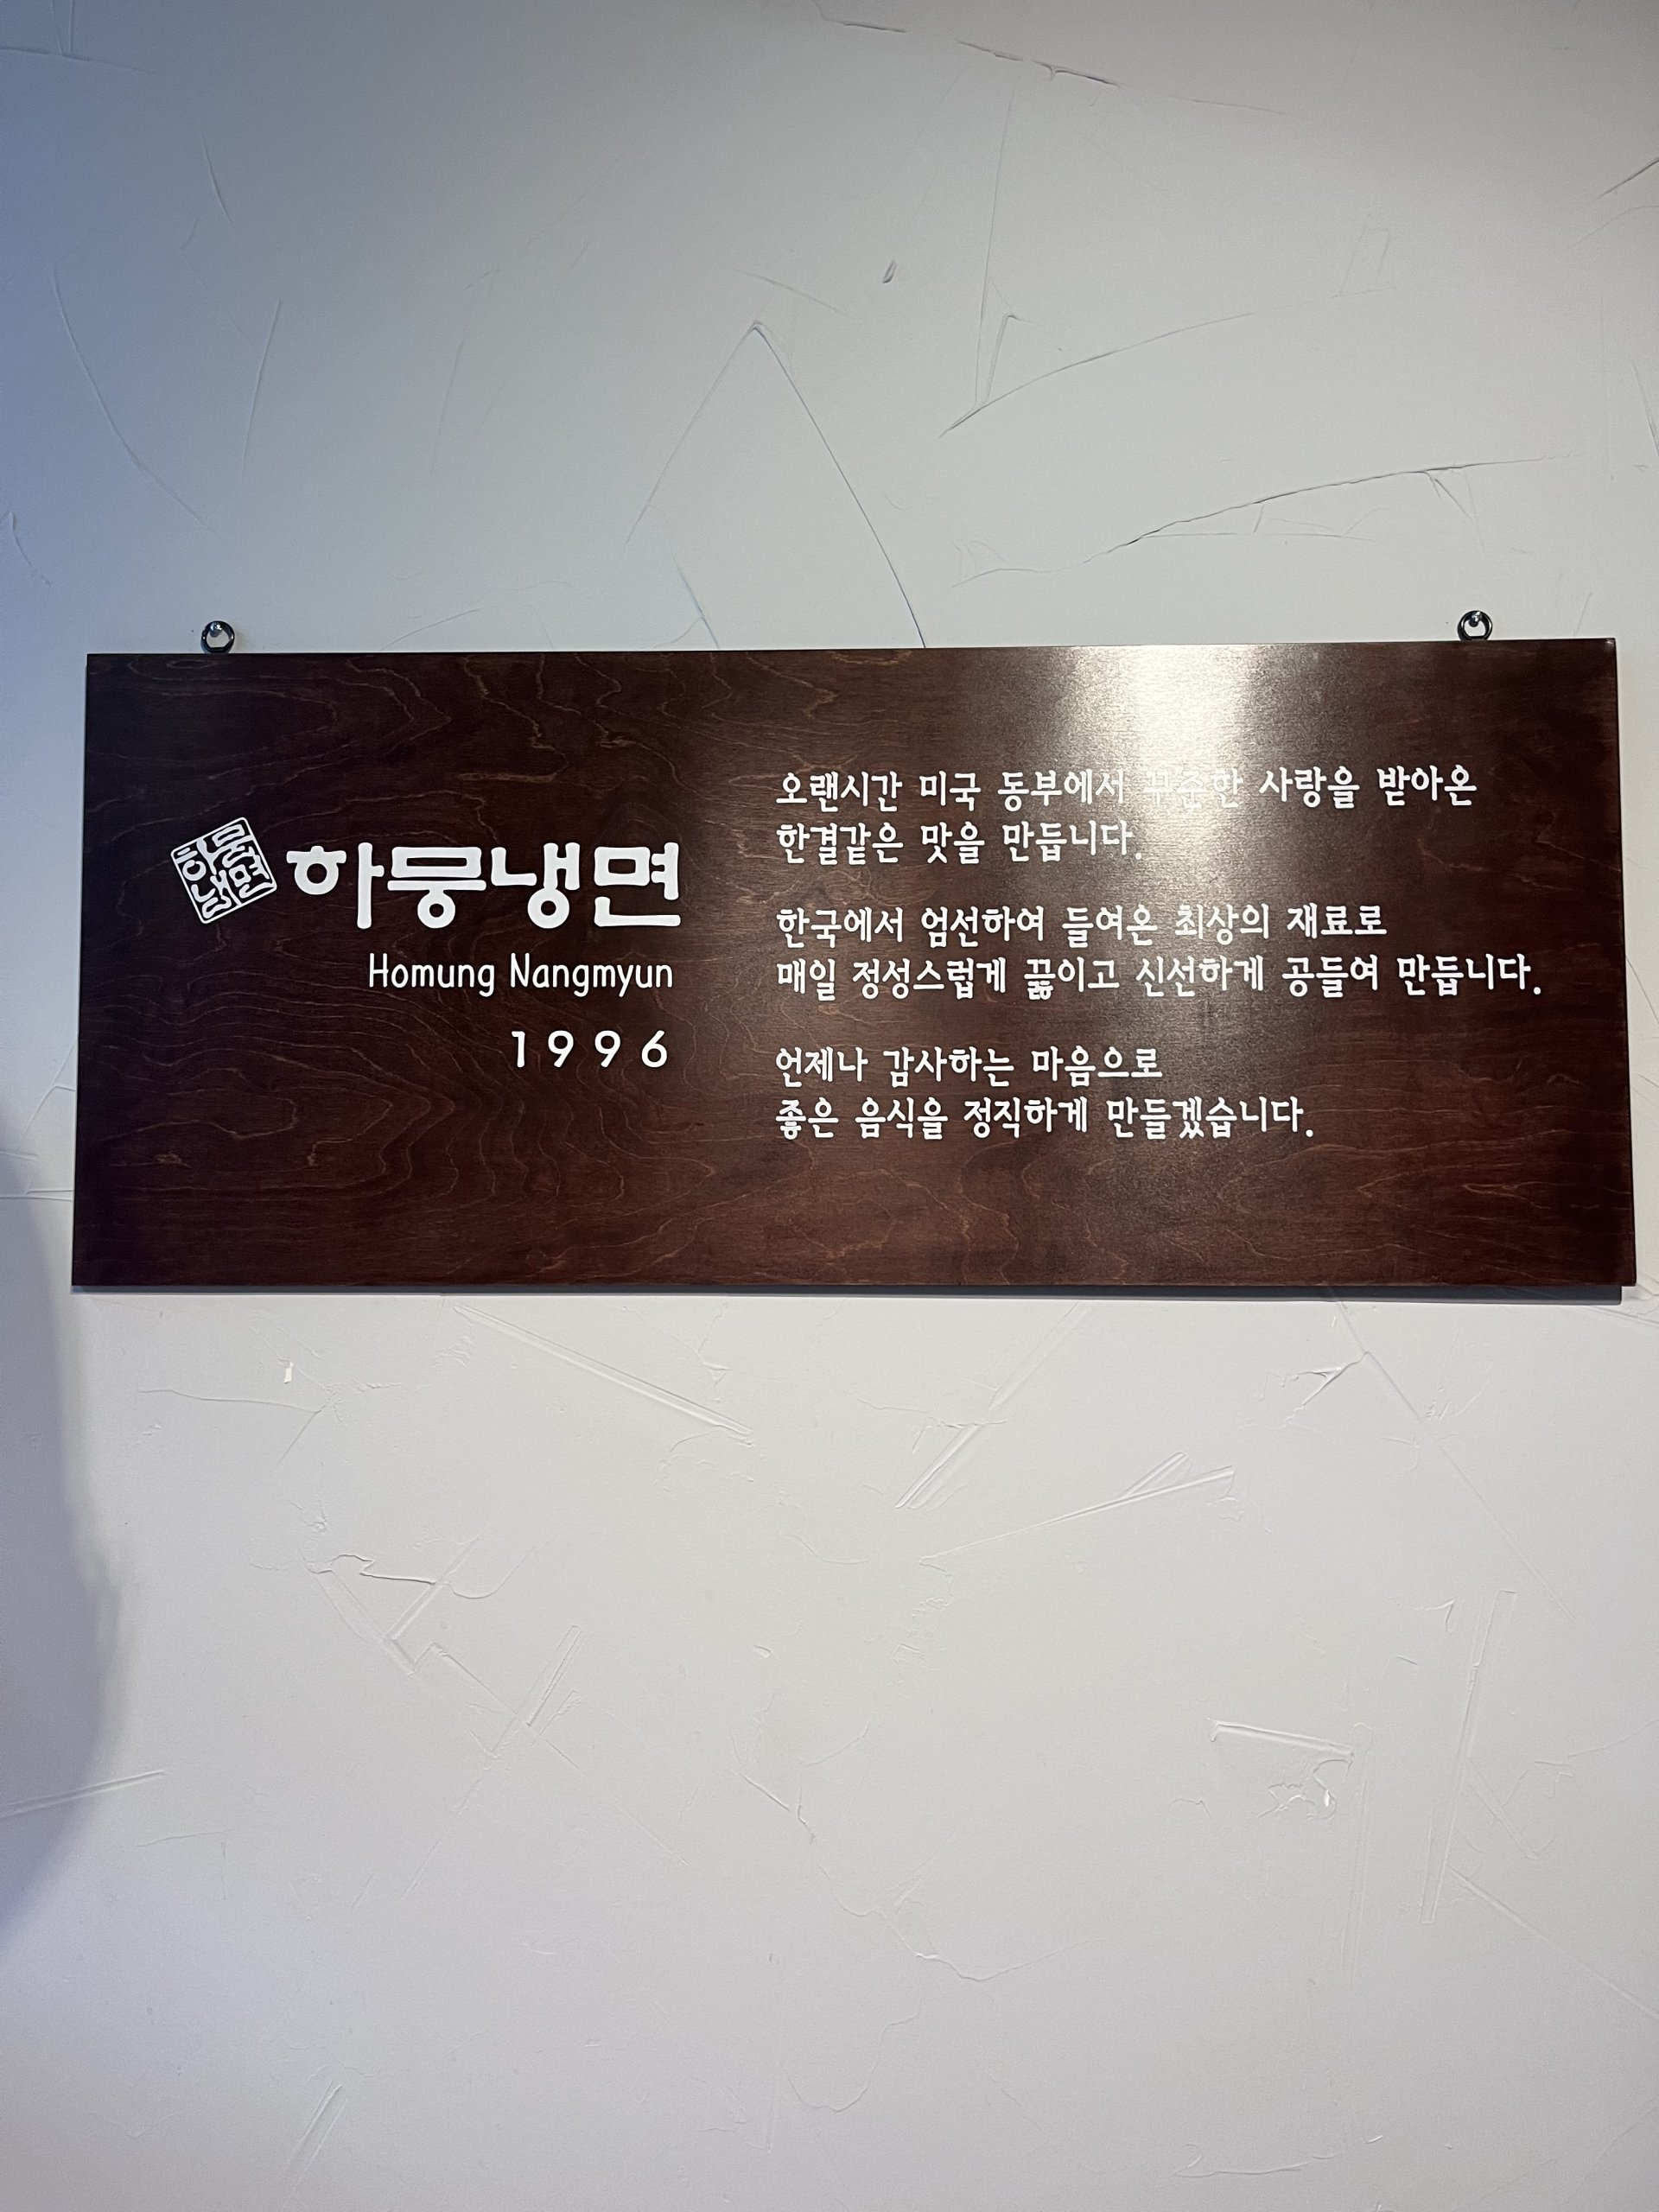 하뭉냉면
하뭉냉면
Homung Nangmyun
1996
오랜시간 미국 동부에서 꾸준한 사랑을 받아온
한결같은 맛을 만듭니다.
한국에서 엄선하여 들여온 최상의 재료로
매일 정성스럽게 끓이고 신선하게 공들여 만듭니다.
언제나 감사하는 마음으로
좋은 음식을 정직하게 만들겠습니다.